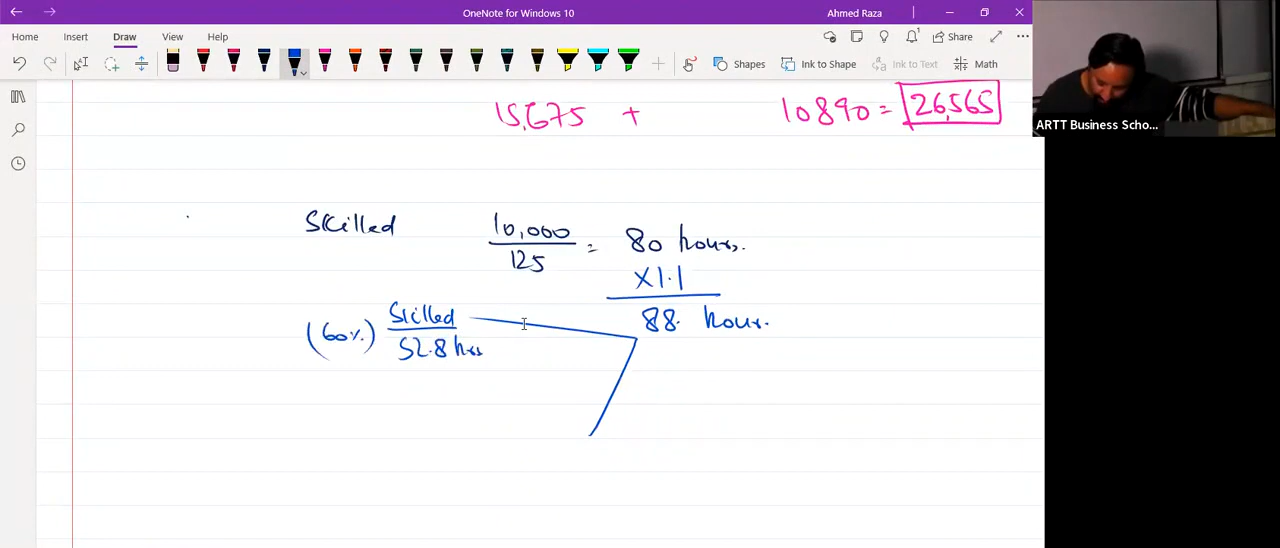 OneNote for Windows 10
Ahmed Raza
Home Insert Draw View Help
Share
Shapes
Ink to Shape
Ink to Text
Math
ARTT Business Scho...
15,675 + 10890 = 26,565
Skilled 10,000 / 125 = 80 hours.
X 1.1
(60%) Skilled 88. hour.
52.8 hrs